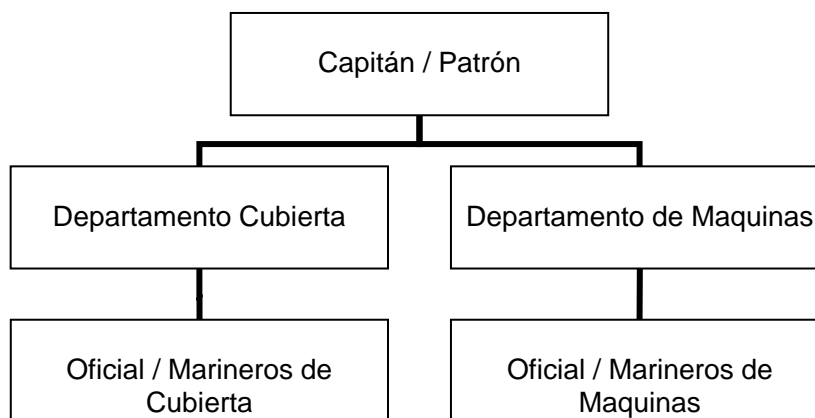 Capitán / Patrón
Departamento Cubierta
Departamento de Maquinas
Oficial / Marineros de
Cubierta
Oficial / Marineros de
Maquinas